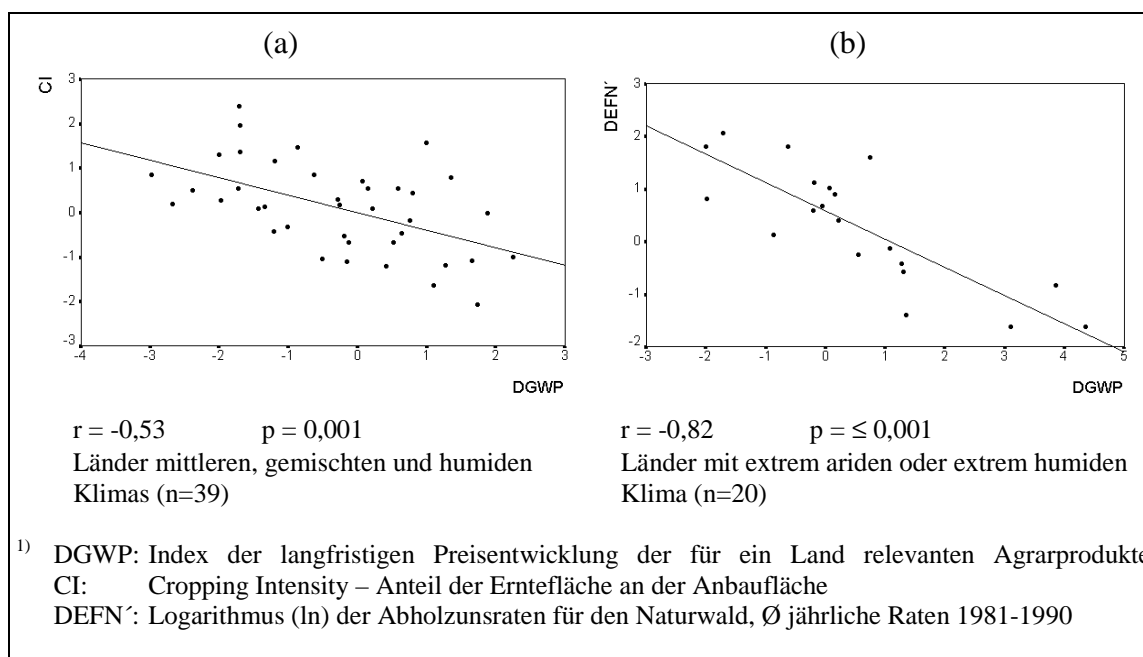 (a) (b)
CI
3
2
1
0
-1
-2
-3
-4 -3 -2 -1 0 1 2 3
DGWP
DEFN´
3
2
1
0
-1
-2
-3 -2 -1 0 1 2 3 4 5
DGWP
r = -0,53 p = 0,001
Länder mittleren, gemischten und humiden
Klimas (n=39)
r = -0,82 p = ≤ 0,001
Länder mit extrem ariden oder extrem humiden
Klima (n=20)
1) DGWP: Index der langfristigen Preisentwicklung der für ein Land relevanten Agrarprodukte
CI: Cropping Intensity – Anteil der Erntefläche an der Anbaufläche
DEFN´: Logarithmus (ln) der Abholzunsraten für den Naturwald, Ø jährliche Raten 1981-1990